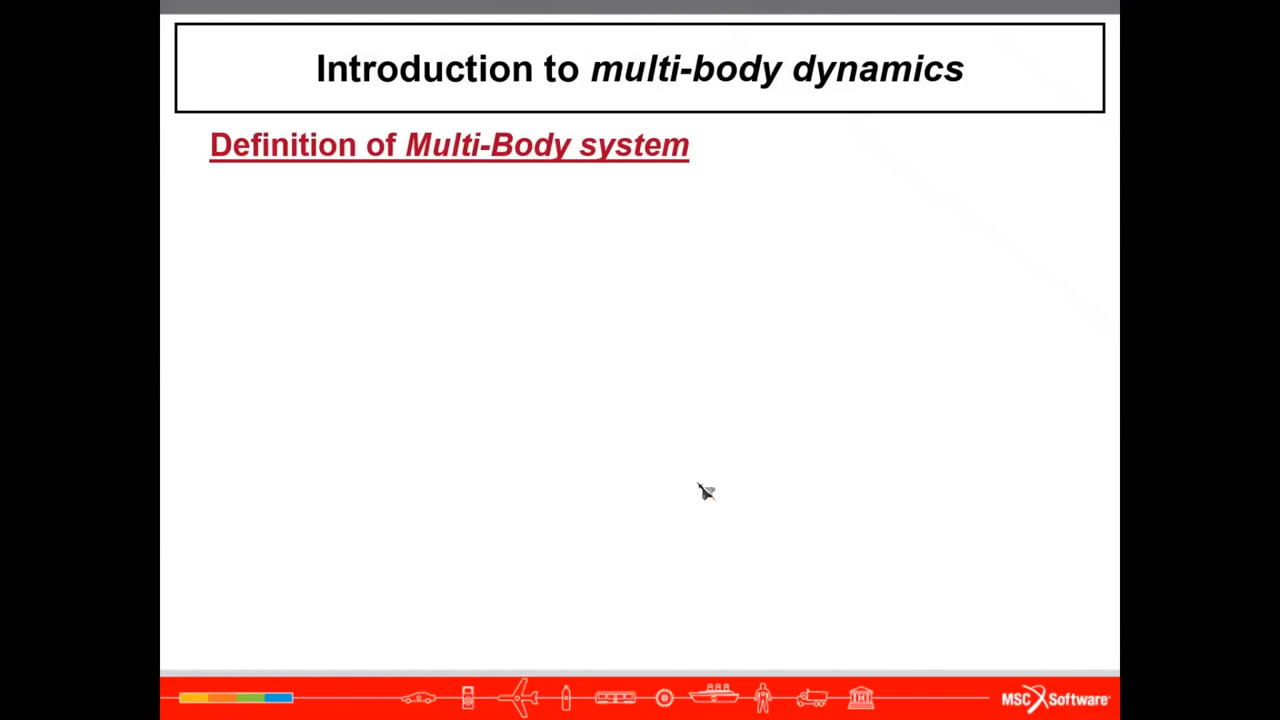 Introduction to multi-body dynamics
Definition of Multi-Body system
MSC Software